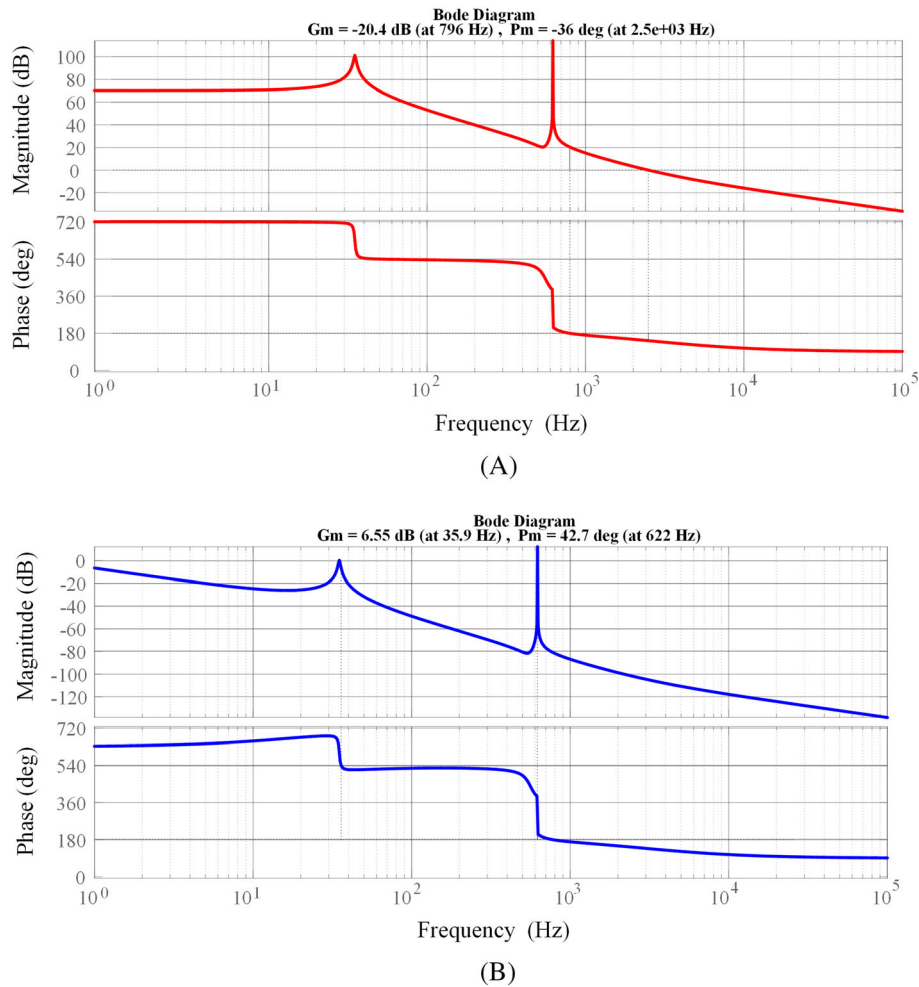 Bode Diagram
Gm = -20.4 dB (at 796 Hz) , Pm = -36 deg (at 2.5e+03 Hz)
Magnitude (dB)
100
80
60
40
20
0
-20
Phase (deg)
720
540
360
180
0
10^0 10^1 10^2 10^3 10^4 10^5
Frequency (Hz)
(A)
Bode Diagram
Gm = 6.55 dB (at 35.9 Hz) , Pm = 42.7 deg (at 622 Hz)
Magnitude (dB)
0
-20
-40
-60
-80
-100
-120
Phase (deg)
720
540
360
180
0
10^0 10^1 10^2 10^3 10^4 10^5
Frequency (Hz)
(B)